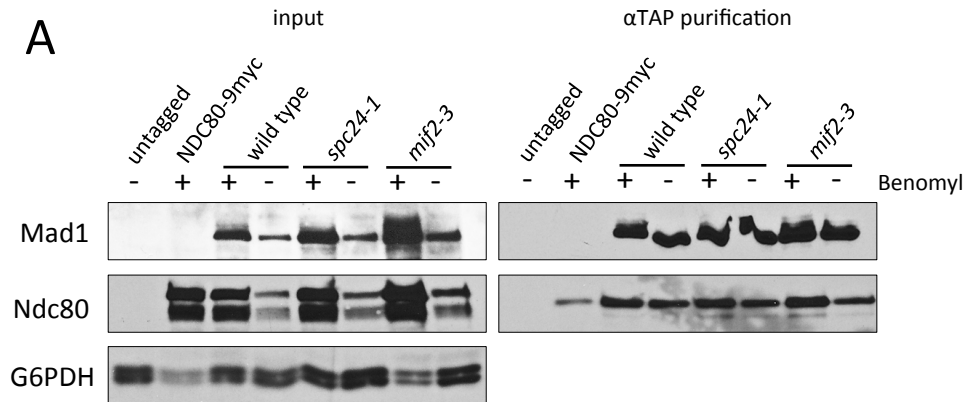 A
input
αTAP purification
untagged
NDC80-9myc
wild type
spc24-1
mif2-3
untagged
NDC80-9myc
wild type
spc24-1
mif2-3
- + + - + - + - - + + - + - + - Benomyl
Mad1
Ndc80
G6PDH